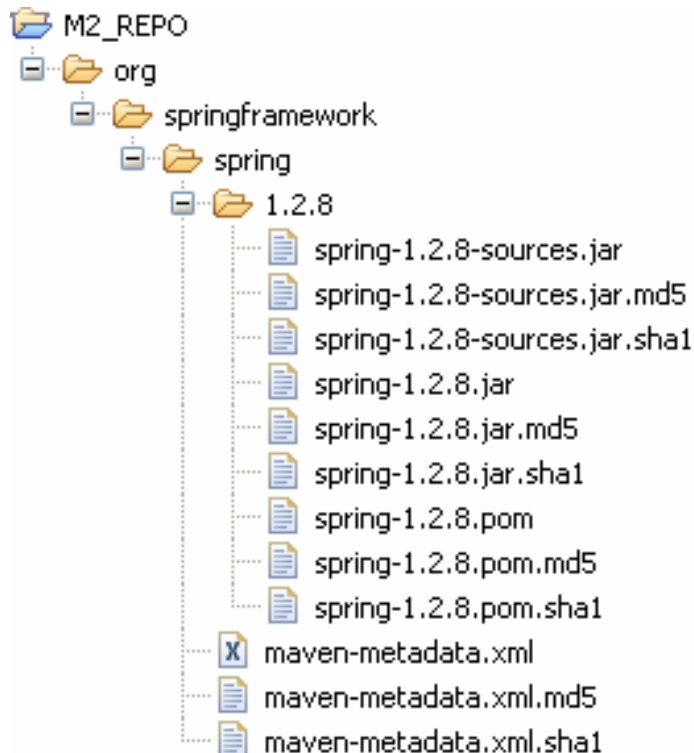 M2_REPO
org
springframework
spring
1.2.8
spring-1.2.8-sources.jar
spring-1.2.8-sources.jar.md5
spring-1.2.8-sources.jar.sha1
spring-1.2.8.jar
spring-1.2.8.jar.md5
spring-1.2.8.jar.sha1
spring-1.2.8.pom
spring-1.2.8.pom.md5
spring-1.2.8.pom.sha1
maven-metadata.xml
maven-metadata.xml.md5
maven-metadata.xml.sha1